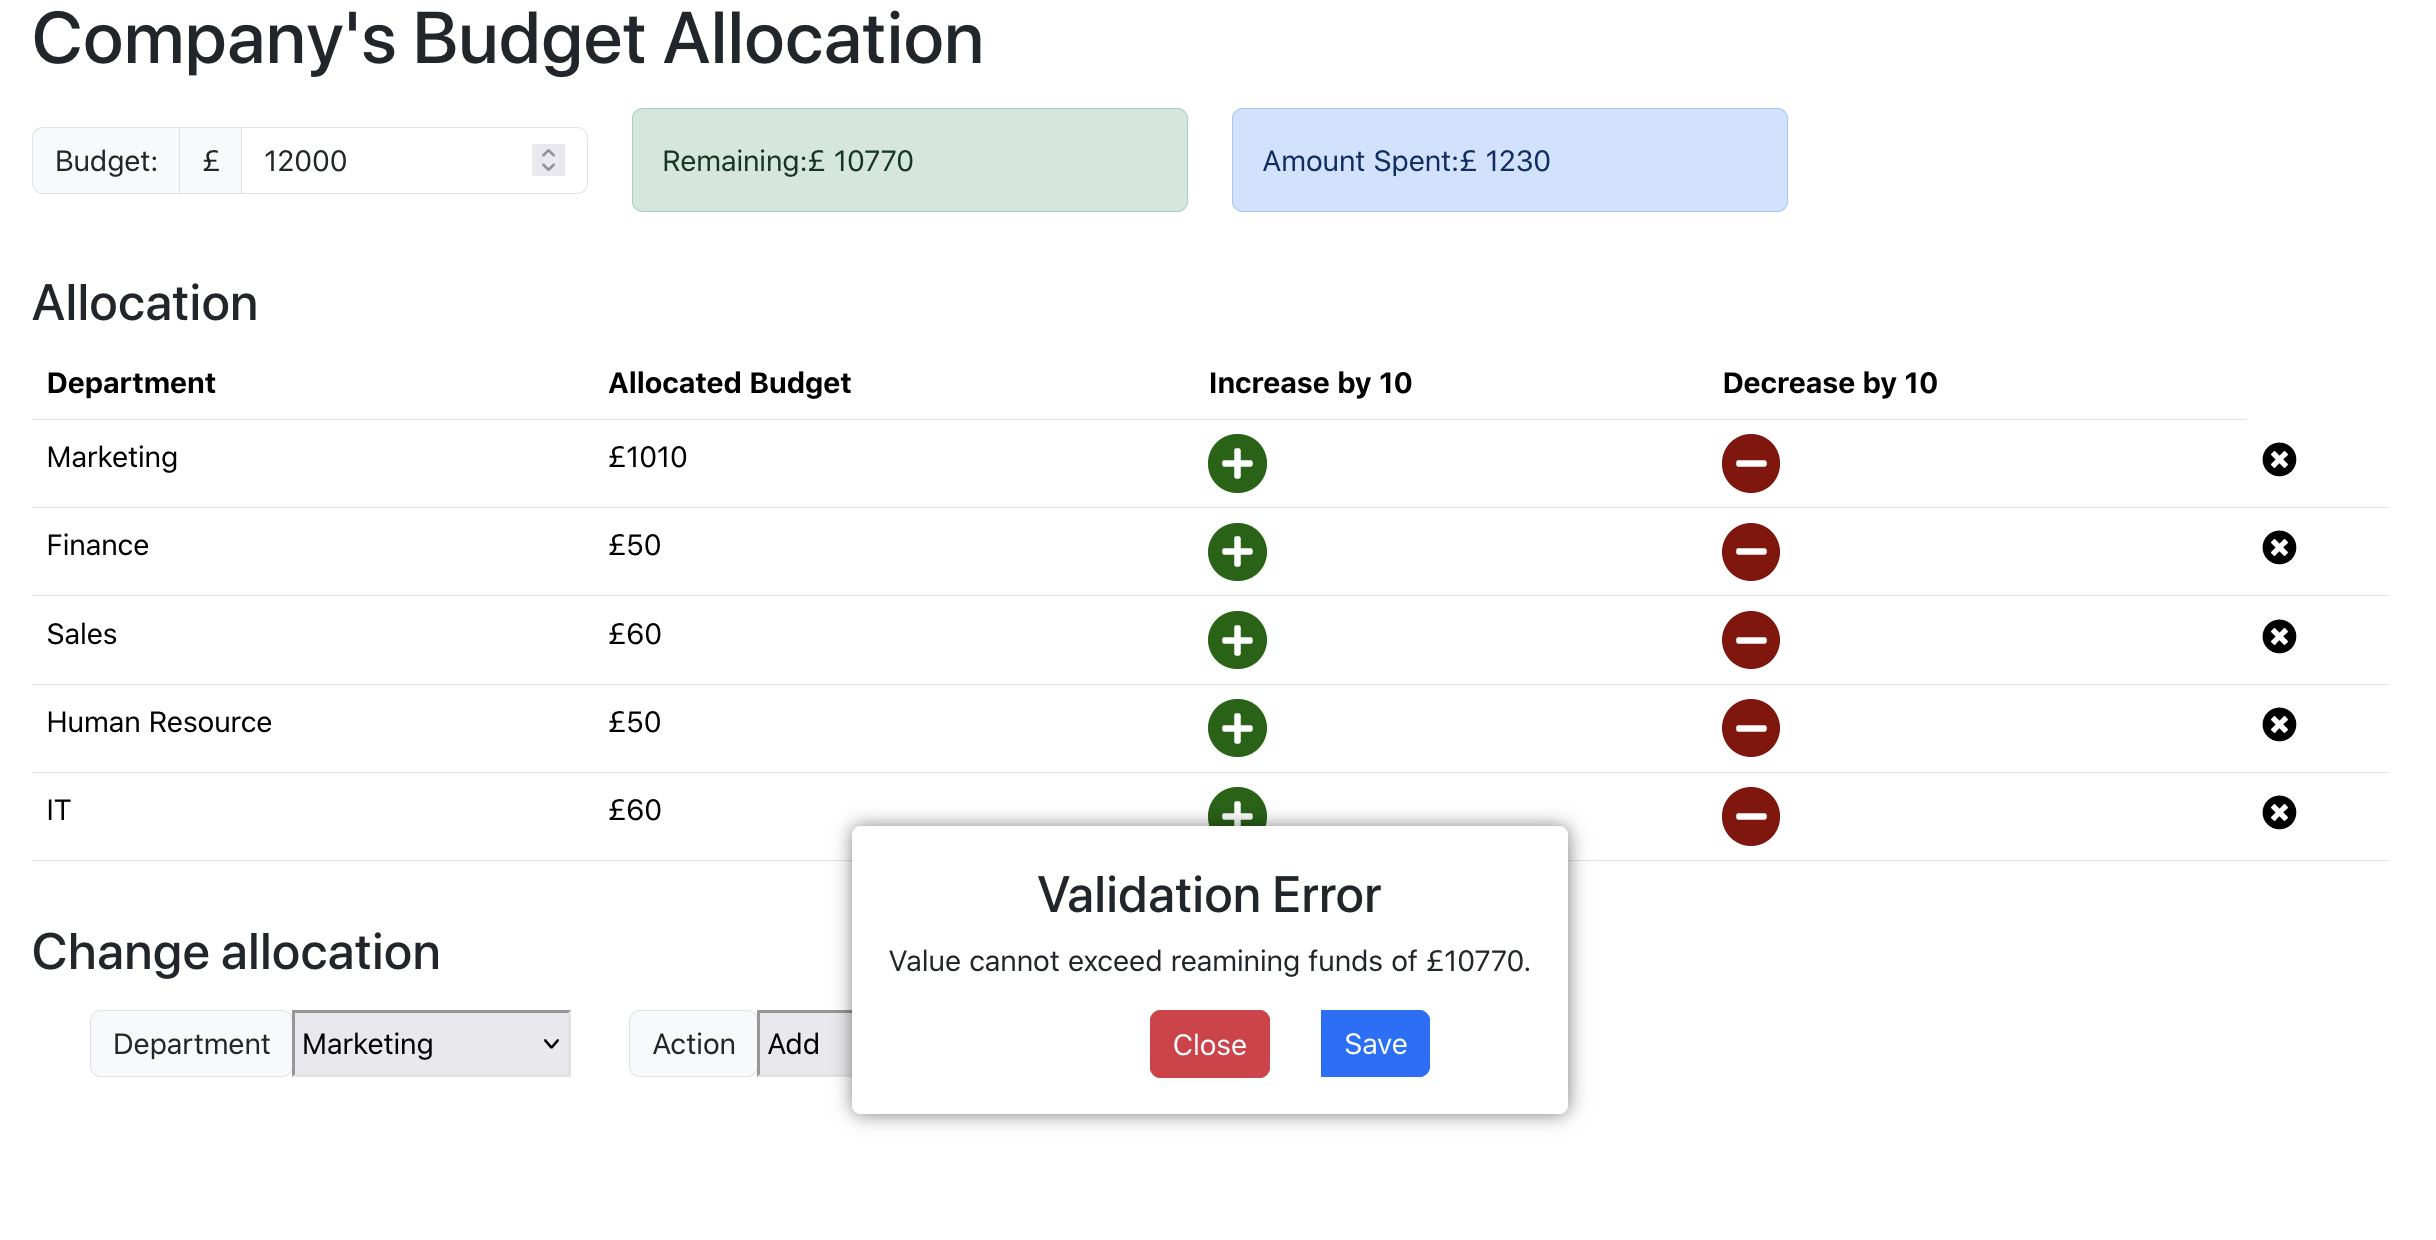 Company's Budget Allocation
Budget: £ 12000 Remaining:£ 10770 Amount Spent:£ 1230
Allocation
Department Allocated Budget Increase by 10 Decrease by 10
Marketing £1010
Finance £50
Sales £60
Human Resource £50
IT £60
Validation Error
Value cannot exceed reamining funds of £10770.
Close Save
Change allocation
Department Marketing Action Add